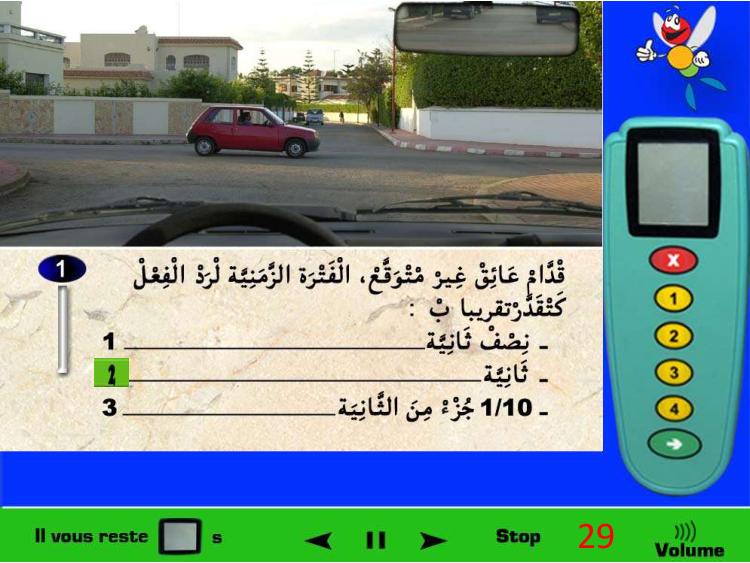 1
قْدَّامْ عَائِقْ غِيرْ مْتْوَقَّعْ، الْفَتْرَة الزَّمَنِيَّة لْرَدْ الْفِعْلْ
كَتْقَدَّرْتقريبا بْ :
ـ نِصْفْ ثَانِيَّة 1
ـ ثَانِيَّة 2
ـ 1/10 جُزْءْ مِنَ الثَّانِيَة 3
X
1
2
3
4
Il vous reste s
Stop
29
Volume